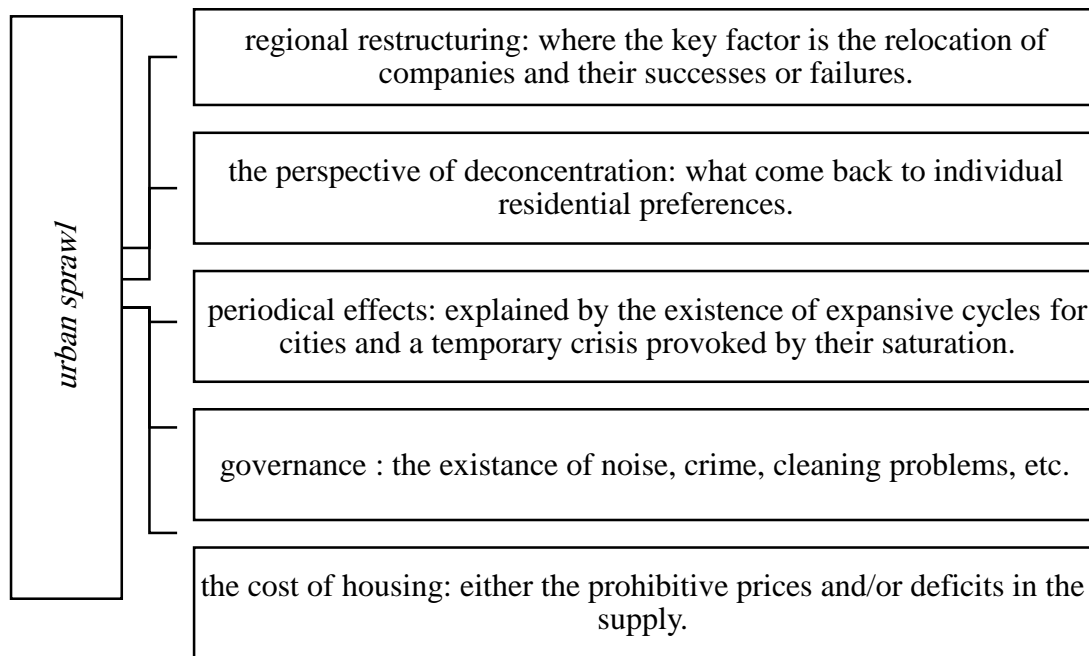 urban sprawl
regional restructuring: where the key factor is the relocation of
companies and their successes or failures.
the perspective of deconcentration: what come back to individual
residential preferences.
periodical effects: explained by the existence of expansive cycles for
cities and a temporary crisis provoked by their saturation.
governance : the existance of noise, crime, cleaning problems, etc.
the cost of housing: either the prohibitive prices and/or deficits in the
supply.